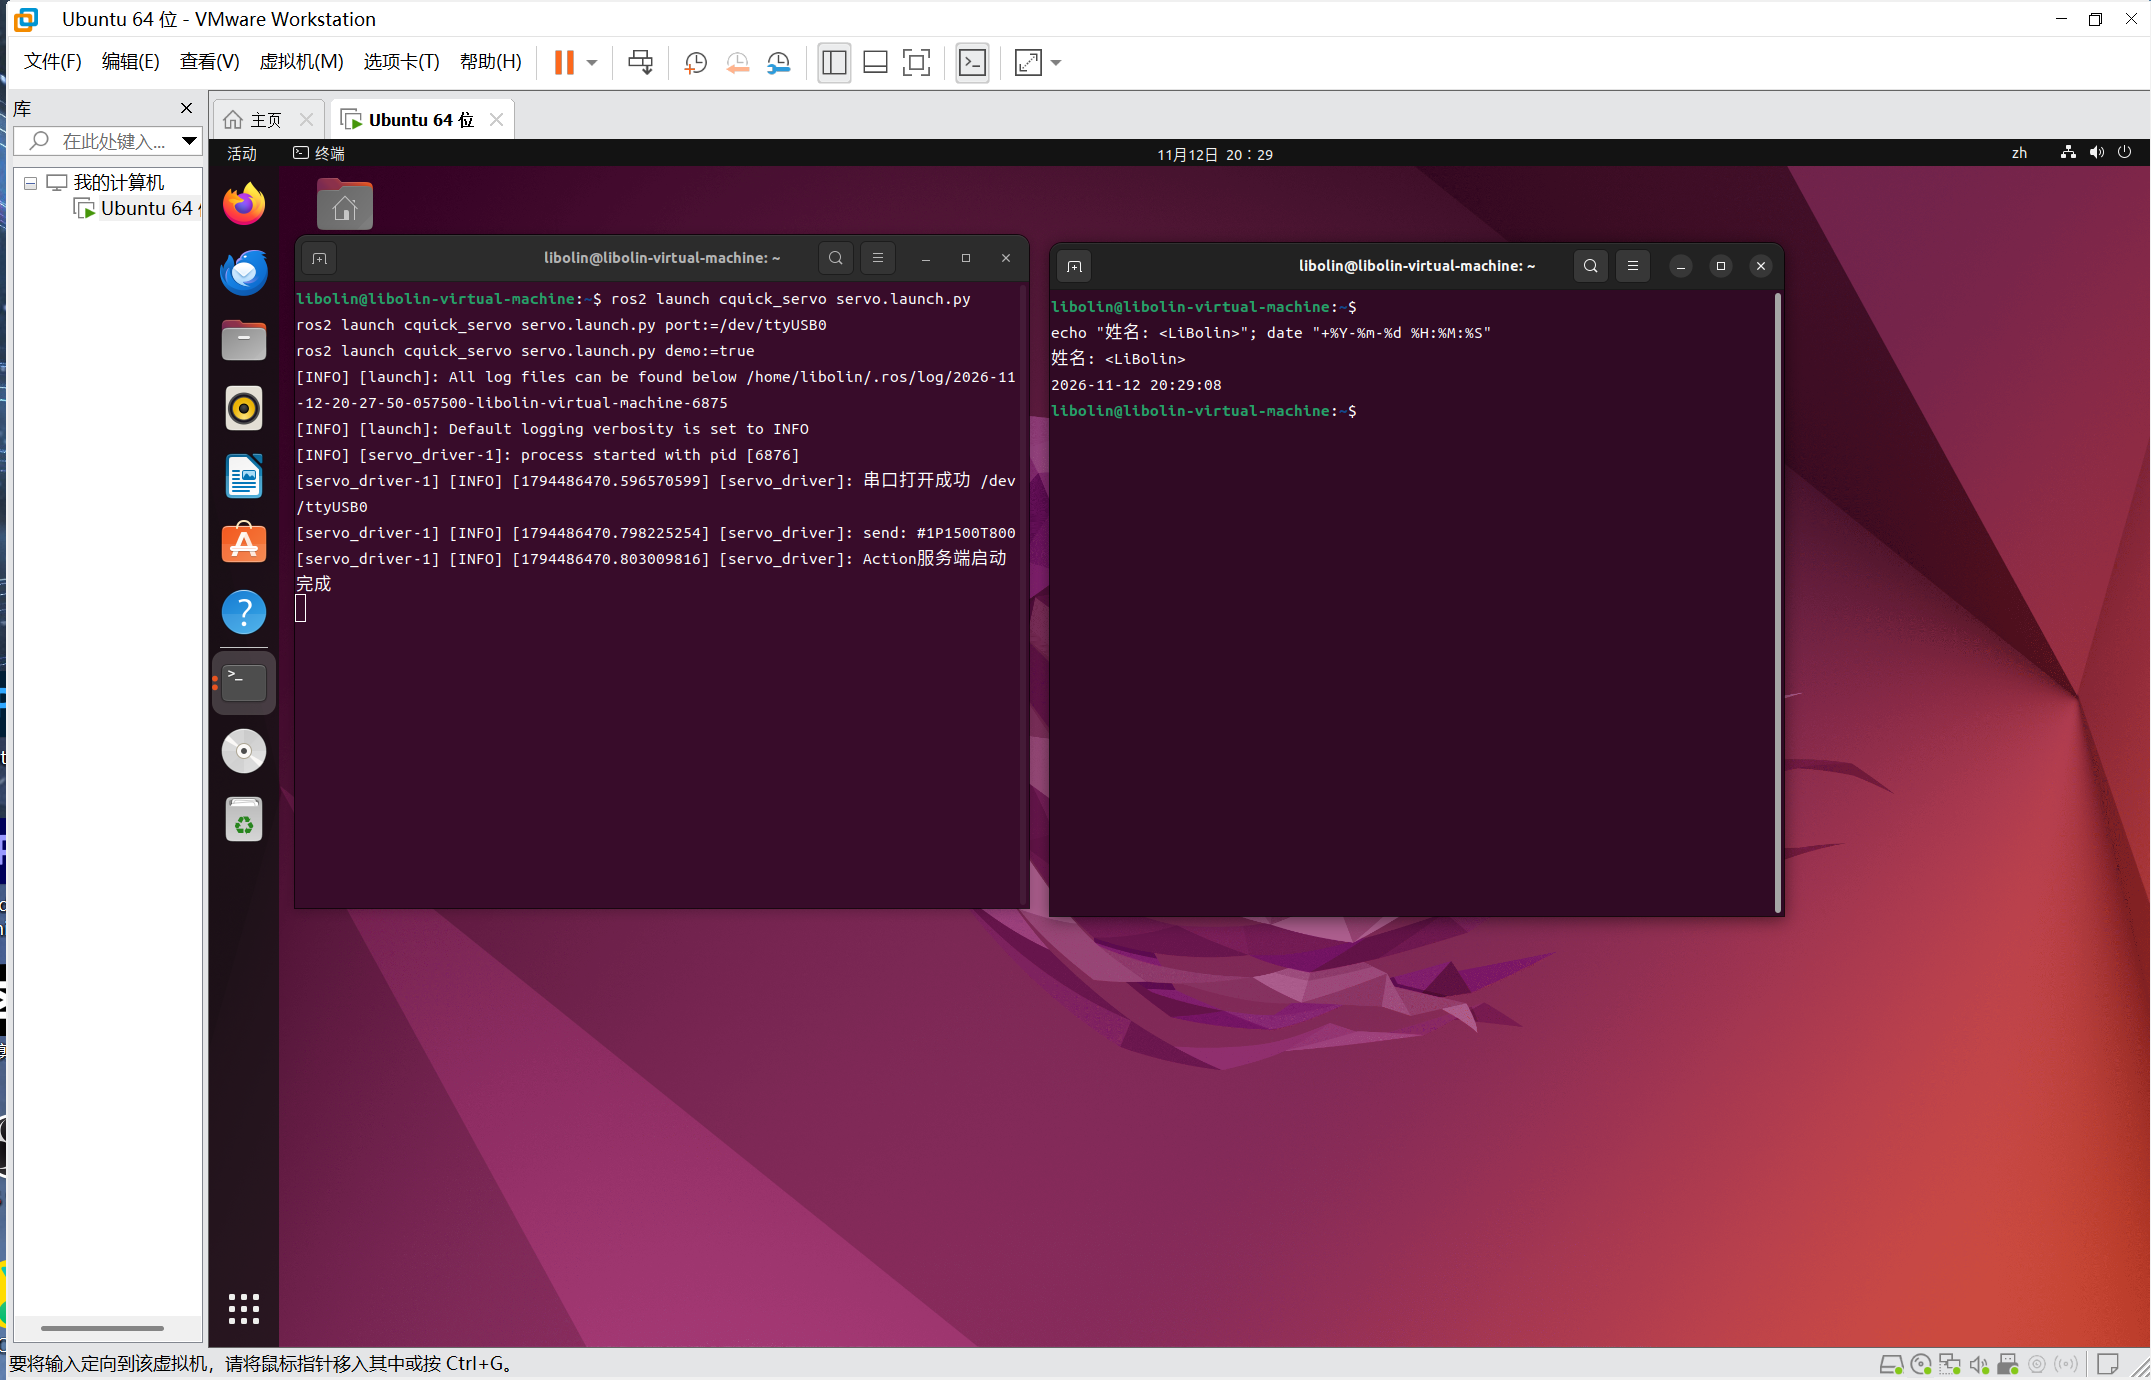 Ubuntu 64 位 - VMware Workstation
文件(F) 编辑(E) 查看(V) 虚拟机(M) 选项卡(T) 帮助(H)
库
在此处键入...
我的计算机
Ubuntu 64
主页
Ubuntu 64 位
活动 终端 11月12日 20：29 zh
libolin@libolin-virtual-machine: ~
libolin@libolin-virtual-machine:~$ ros2 launch cquick_servo servo.launch.py
ros2 launch cquick_servo servo.launch.py port:=/dev/ttyUSB0
ros2 launch cquick_servo servo.launch.py demo:=true
[INFO] [launch]: All log files can be found below /home/libolin/.ros/log/2026-11
-12-20-27-50-057500-libolin-virtual-machine-6875
[INFO] [launch]: Default logging verbosity is set to INFO
[INFO] [servo_driver-1]: process started with pid [6876]
[servo_driver-1] [INFO] [1794486470.596570599] [servo_driver]: 串口打开成功 /dev
/ttyUSB0
[servo_driver-1] [INFO] [1794486470.798225254] [servo_driver]: send: #1P1500T800
[servo_driver-1] [INFO] [1794486470.803009816] [servo_driver]: Action服务端启动
完成
libolin@libolin-virtual-machine: ~
libolin@libolin-virtual-machine:~$
echo "姓名: <LiBolin>"; date "+%Y-%m-%d %H:%M:%S"
姓名: <LiBolin>
2026-11-12 20:29:08
libolin@libolin-virtual-machine:~$
要将输入定向到该虚拟机，请将鼠标指针移入其中或按 Ctrl+G。